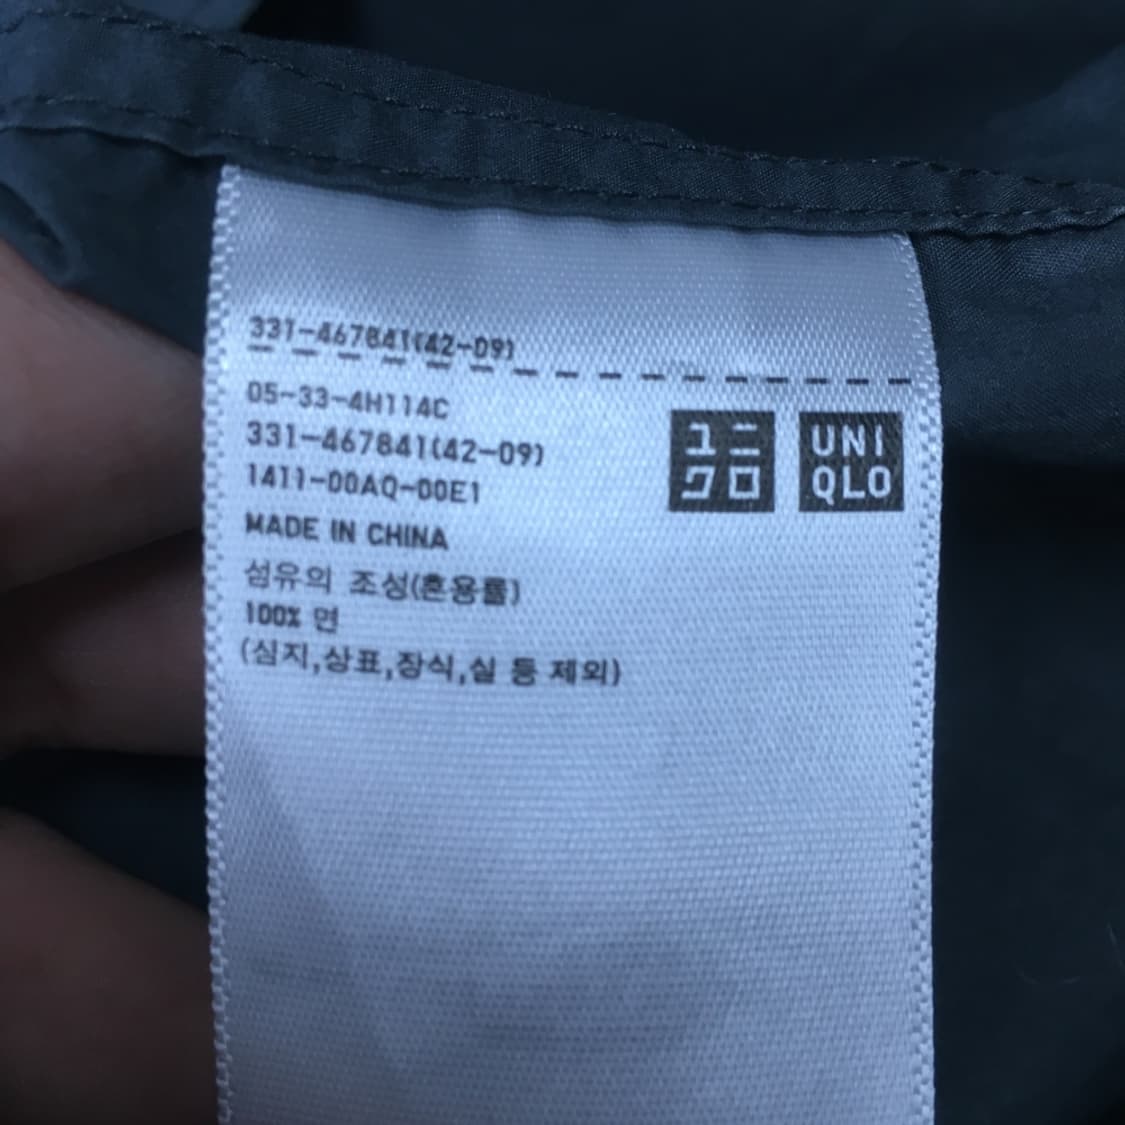 331-467841(42-09)
05-33-4H114C
331-467841(42-09)
1411-00AQ-00E1
MADE IN CHINA
섬유의 조성(혼용률)
100% 면
(심지,상표,장식,실 등 제외)
ユニ
クロ
UNI
QLO